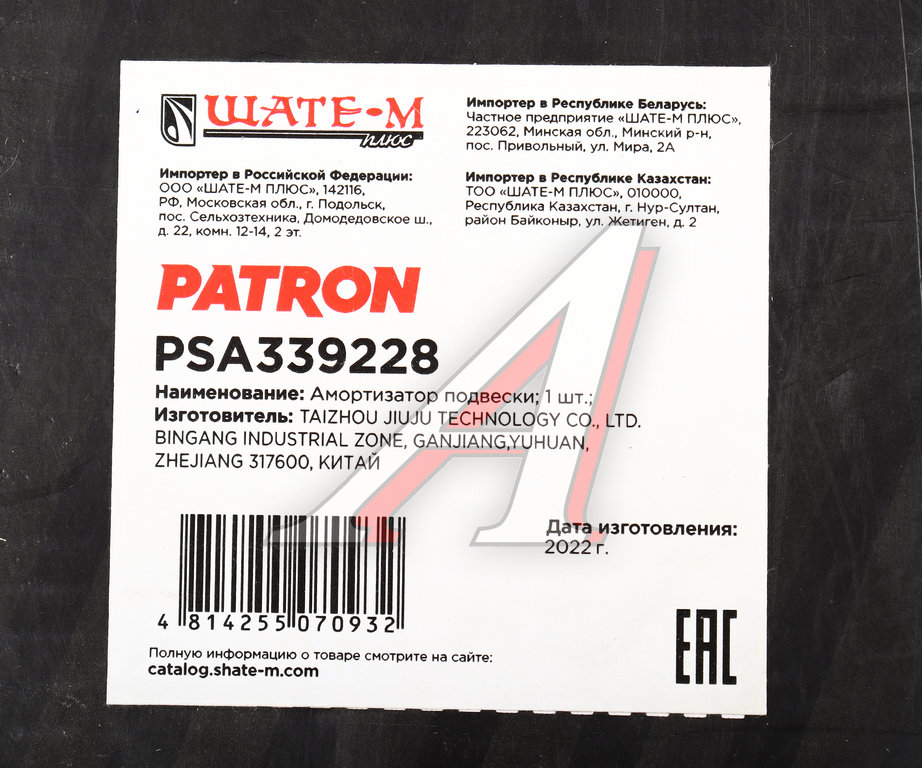 ШАТЕ-М
ПЛЮС
Импортер в Российской Федерации:
ООО «ШАТЕ-М ПЛЮС», 142116,
РФ, Московская обл., г. Подольск,
пос. Сельхозтехника, Домодедовское ш.,
д. 22, комн. 12-14, 2 эт.
Импортер в Республике Беларусь:
Частное предприятие «ШАТЕ-М ПЛЮС»,
223062, Минская обл., Минский р-н,
пос. Привольный, ул. Мира, 2А
Импортер в Республике Казахстан:
ТОО «ШАТЕ-М ПЛЮС», 010000,
Республика Казахстан, г. Нур-Султан,
район Байконыр, ул. Жетиген, д. 2
PATRON
PSA339228
Наименование: Амортизатор подвески; 1 шт.;
Изготовитель: TAIZHOU JIUJU TECHNOLOGY CO., LTD.
BINGANG INDUSTRIAL ZONE, GANJIANG,YUHUAN,
ZHEJIANG 317600, КИТАЙ
Дата изготовления:
2022 г.
4 814255 070932
Полную информацию о товаре смотрите на сайте:
catalog.shate-m.com
EAC